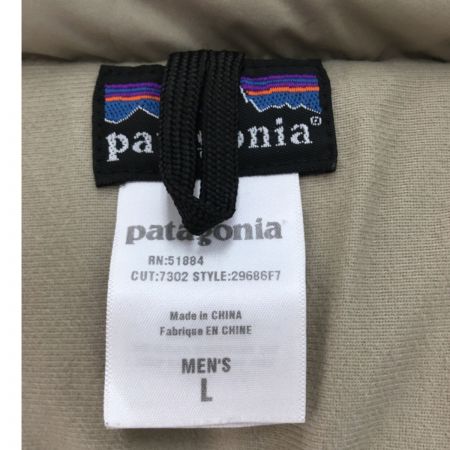 patagonia®
patagonia
RN:51884
CUT:7302 STYLE:29686F7
Made in CHINA
Fabriqué EN CHINE
MEN'S
L